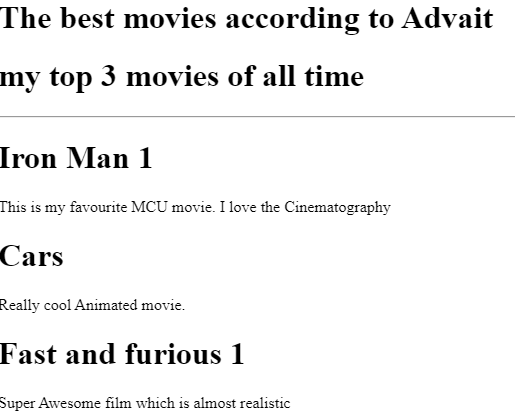 The best movies according to Advait
my top 3 movies of all time
Iron Man 1
This is my favourite MCU movie. I love the Cinematography
Cars
Really cool Animated movie.
Fast and furious 1
Super Awesome film which is almost realistic